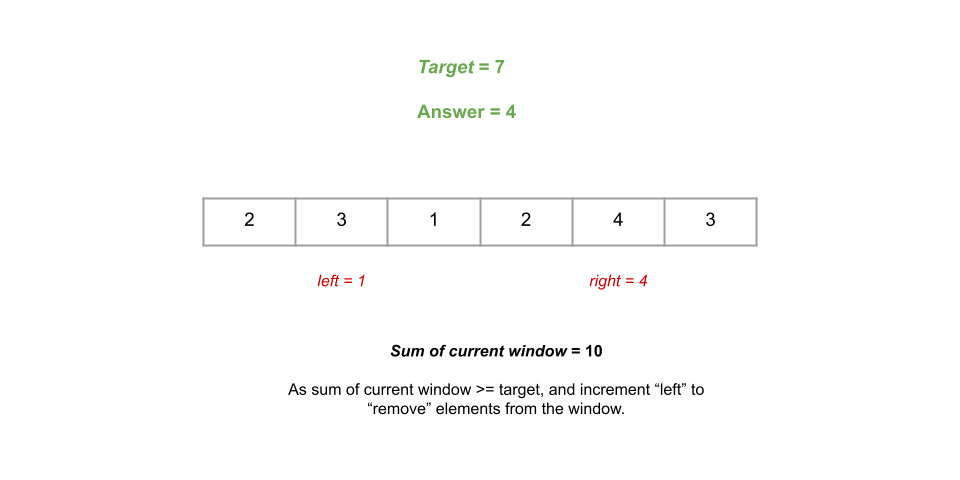 Target = 7
Answer = 4
2 3 1 2 4 3
left = 1 right = 4
Sum of current window = 10
As sum of current window >= target, and increment “left” to
“remove” elements from the window.